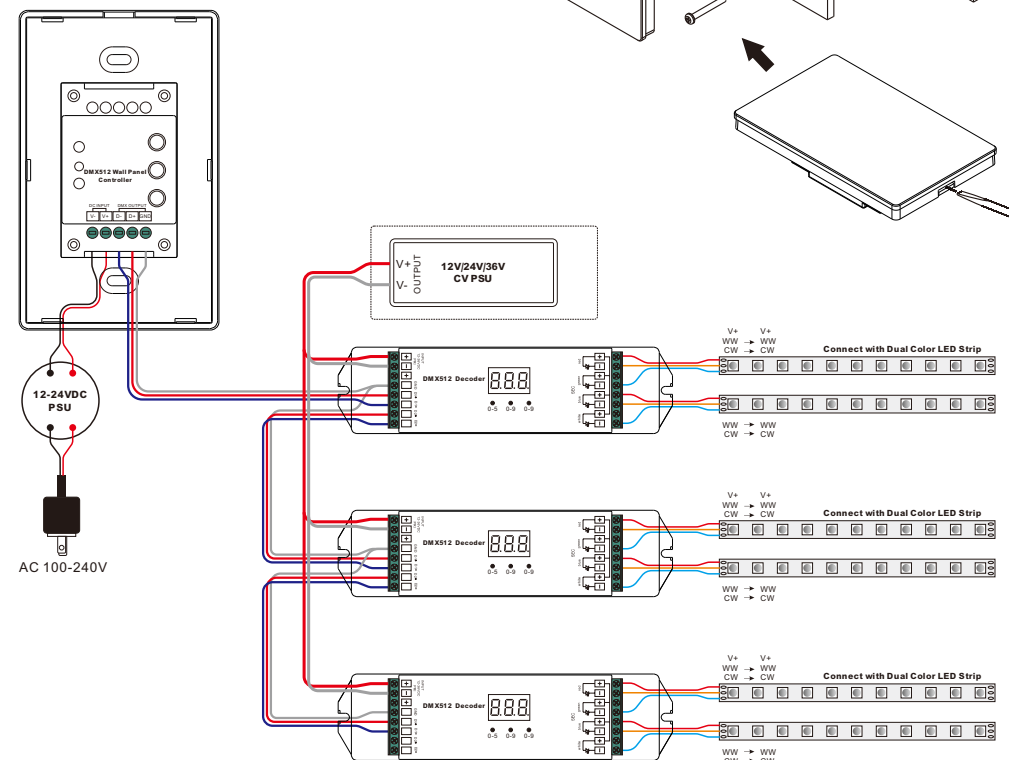 DMX512 Wall Panel
Controller
DC INPUT DMX OUTPUT
V- V+ D- D+ GND
12-24VDC
PSU
AC 100-240V
V+
V-
OUTPUT
12V/24V/36V
CV PSU
DMX512 Decoder
0-5 0-9 0-9
V+ V+
WW → WW
CW → CW
Connect with Dual Color LED Strip
WW → WW
CW → CW
DMX512 Decoder
0-5 0-9 0-9
V+ V+
WW → WW
CW → CW
Connect with Dual Color LED Strip
WW → WW
CW → CW
DMX512 Decoder
0-5 0-9 0-9
V+ V+
WW → WW
CW → CW
Connect with Dual Color LED Strip
WW → WW
CW → CW